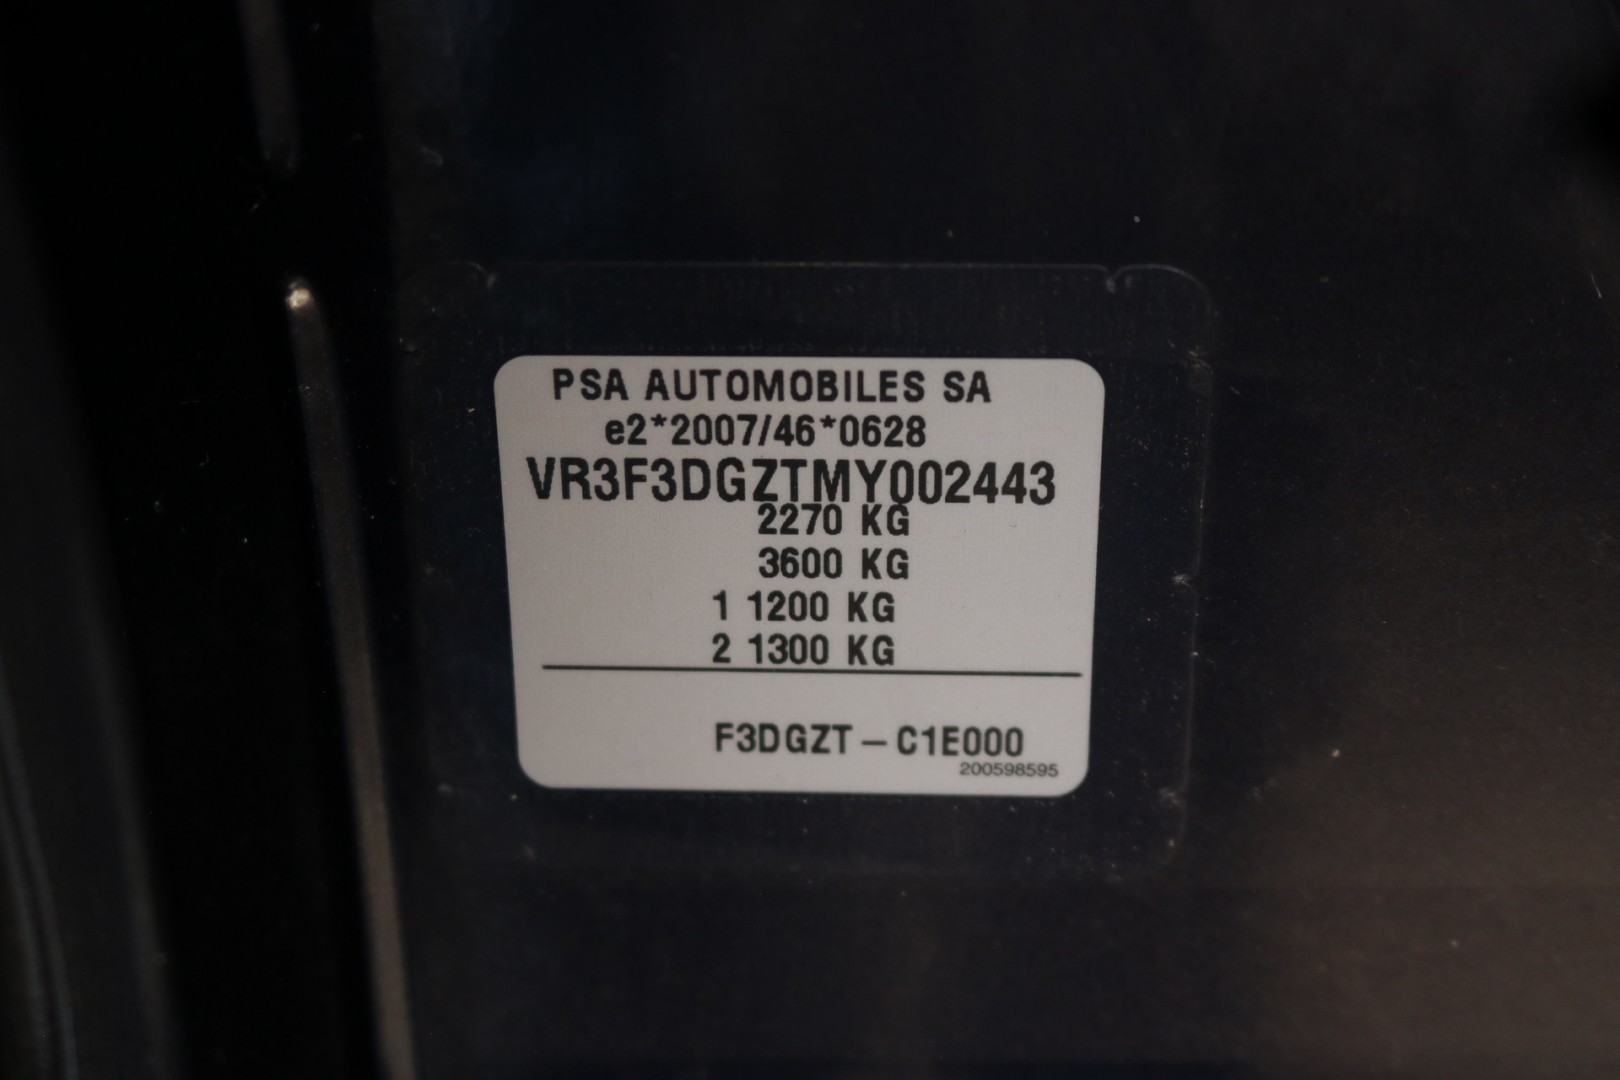 PSA AUTOMOBILES SA
e2*2007/46*0628
VR3F3DGZTMY002443
2270 KG
3600 KG
1 1200 KG
2 1300 KG
F3DGZT – C1E000
200598595